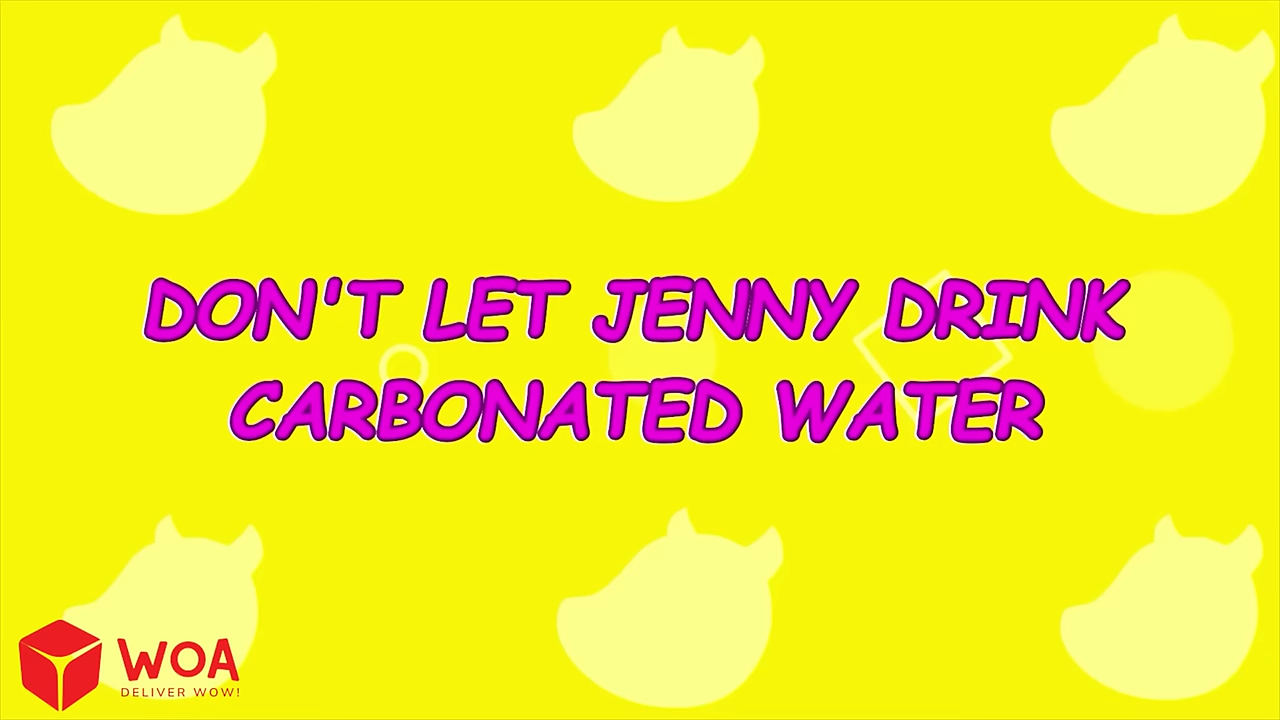 DON'T LET JENNY DRINK
CARBONATED WATER
WOA
DELIVER WOW!